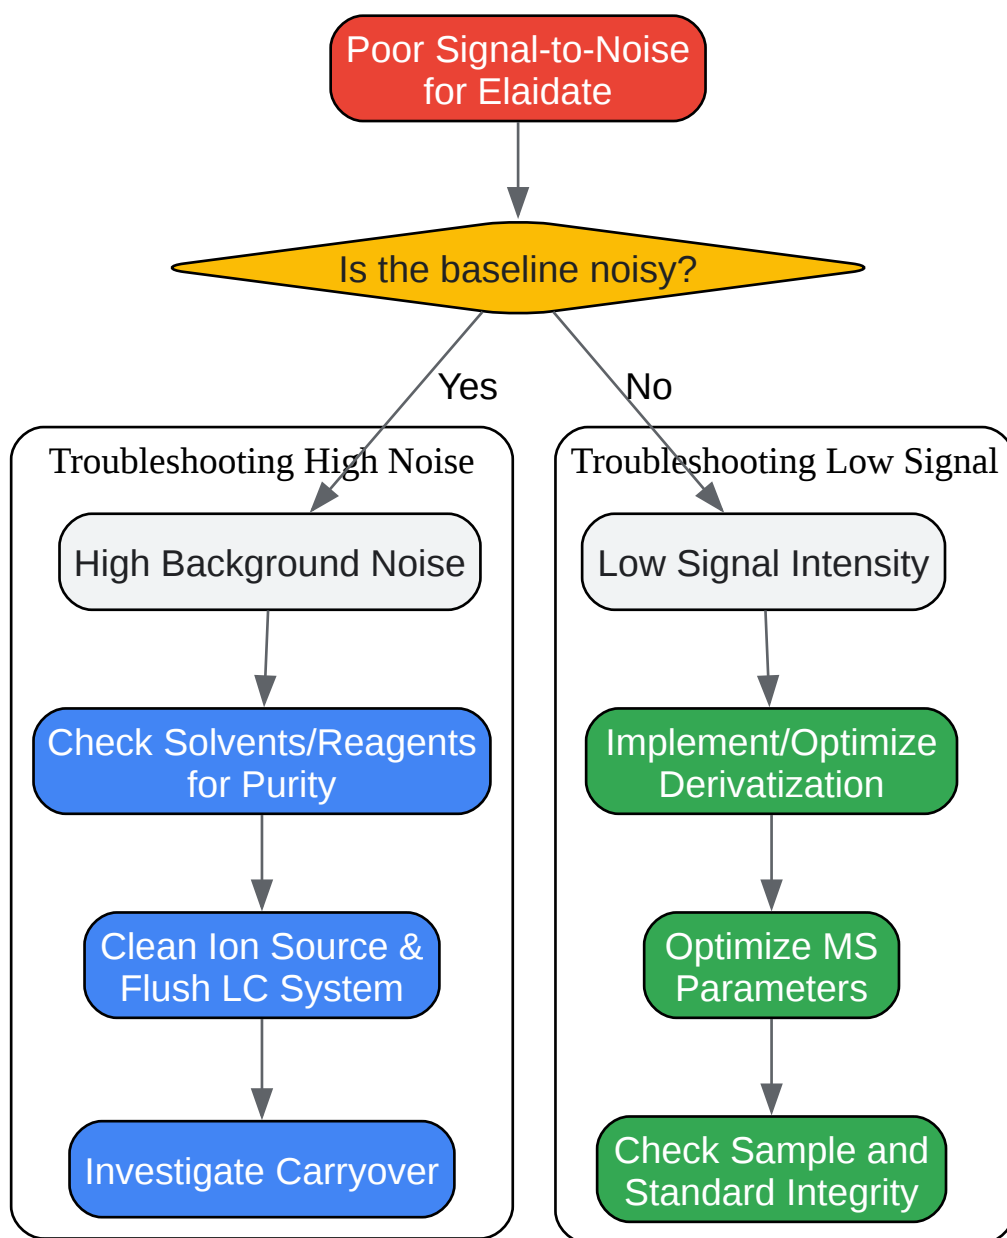 Poor Signal-to-Noise
for Elaidate
Is the baseline noisy?
Yes
No
Troubleshooting High Noise
High Background Noise
Check Solvents/Reagents
for Purity
Clean Ion Source &
Flush LC System
Investigate Carryover
Troubleshooting Low Signal
Low Signal Intensity
Implement/Optimize
Derivatization
Optimize MS
Parameters
Check Sample and
Standard Integrity